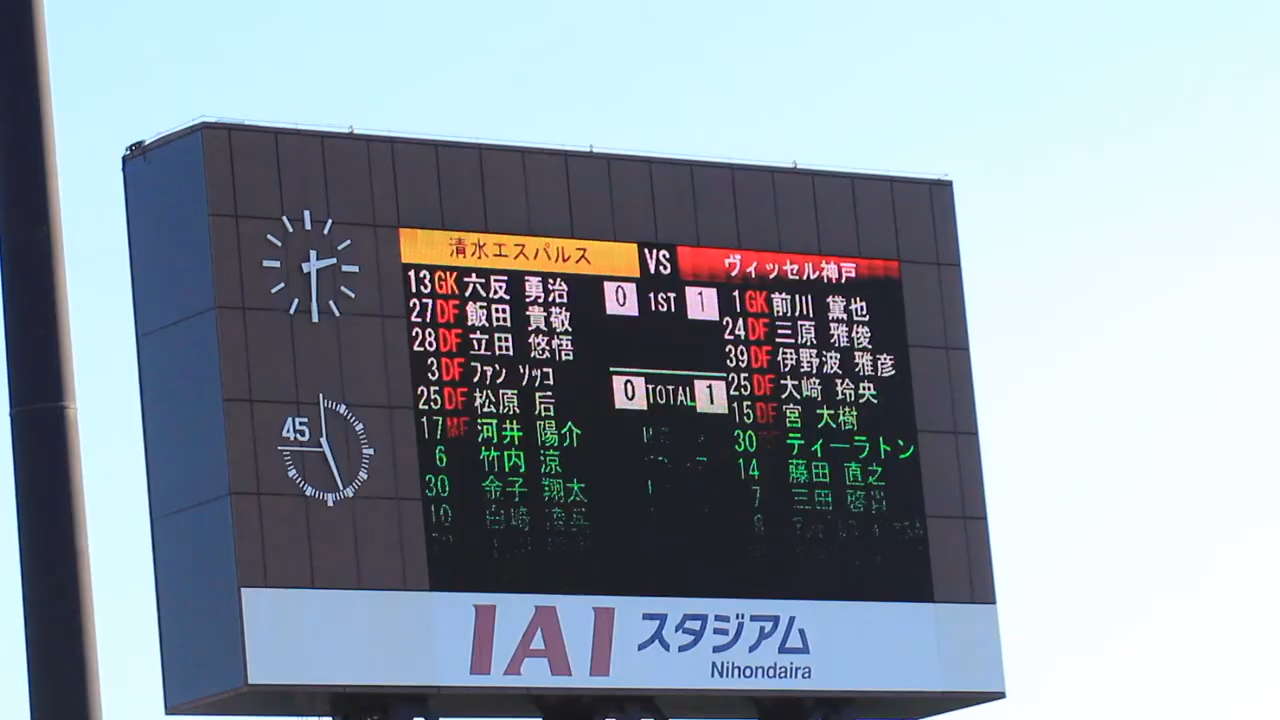 清水エスパルス VS ヴィッセル神戸
13 GK 六反 勇治 0 1ST 1 1 GK 前川 黛也
27 DF 飯田 貴敬 24 DF 三原 雅俊
28 DF 立田 悠悟 39 DF 伊野波 雅彦
3 DF ファン ソッコ 0 TOTAL 1 25 DF 大﨑 玲央
25 DF 松原 后 15 DF 宮 大樹
17 MF 河井 陽介 30 ティーラトン
6 竹内 涼 14 藤田 直之
30 金子 翔太 7 三田 啓貴
10 白崎 凌兵 8
45
IAI スタジアム
Nihondaira